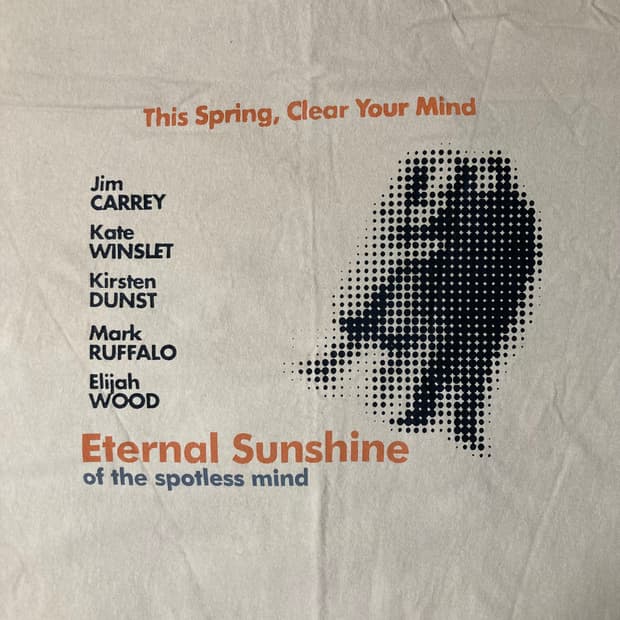 This Spring, Clear Your Mind
Jim
CARREY
Kate
WINSLET
Kirsten
DUNST
Mark
RUFFALO
Elijah
WOOD
Eternal Sunshine
of the spotless mind